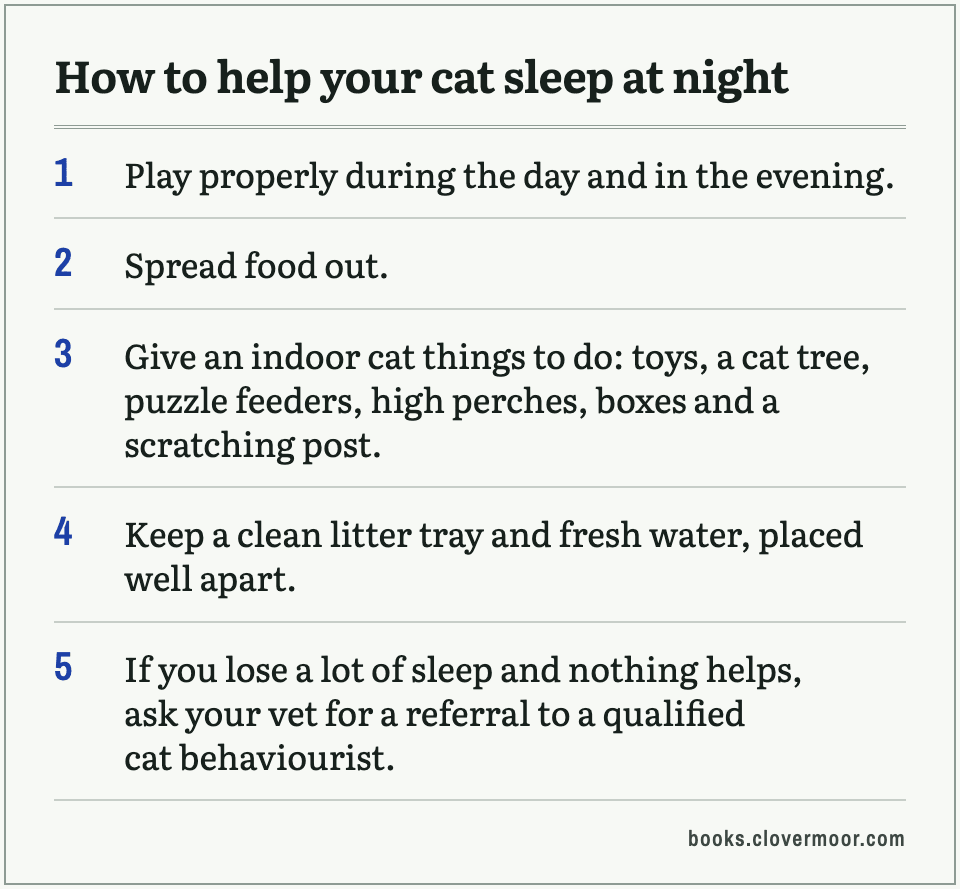 How to help your cat sleep at night
1 Play properly during the day and in the evening.
2 Spread food out.
3 Give an indoor cat things to do: toys, a cat tree,
puzzle feeders, high perches, boxes and a
scratching post.
4 Keep a clean litter tray and fresh water, placed
well apart.
5 If you lose a lot of sleep and nothing helps,
ask your vet for a referral to a qualified
cat behaviourist.
books.clovermoor.com